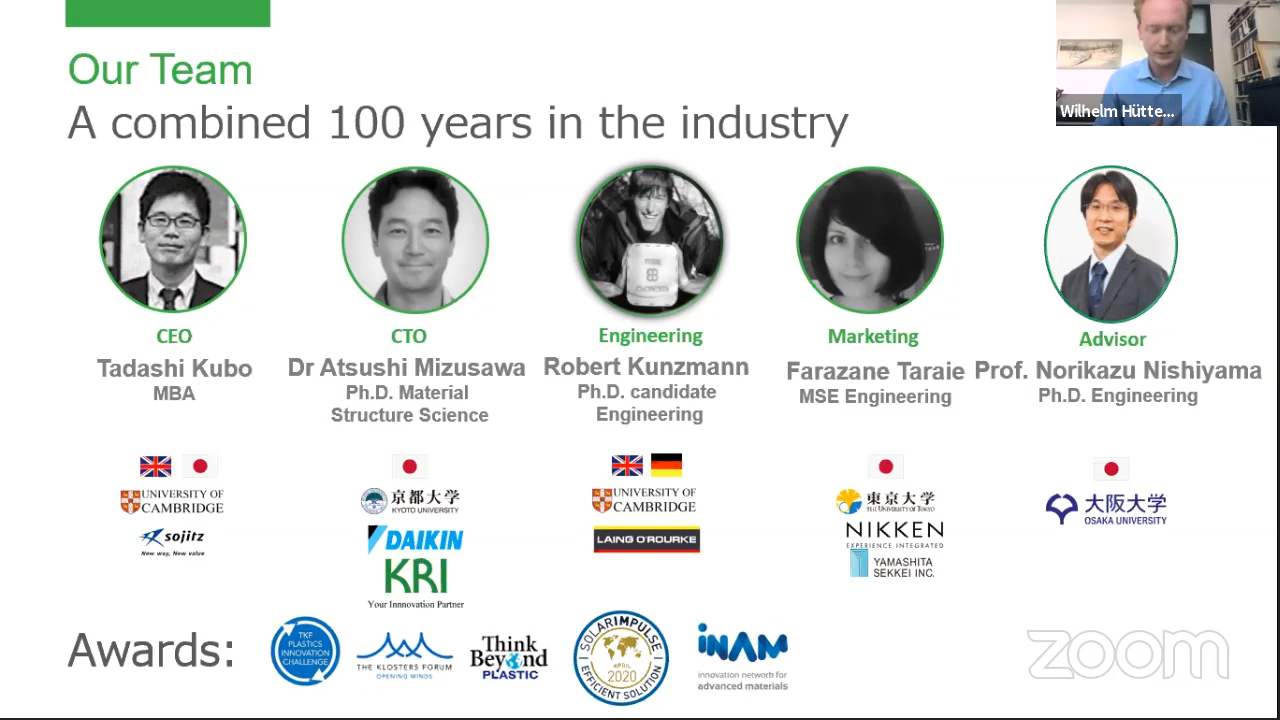 Our Team
A combined 100 years in the industry
Wilhelm Hütte...
CEO
Tadashi Kubo
MBA
CTO
Dr Atsushi Mizusawa
Ph.D. Material
Structure Science
Engineering
Robert Kunzmann
Ph.D. candidate
Engineering
Marketing
Farazane Taraie
MSE Engineering
Advisor
Prof. Norikazu Nishiyama
Ph.D. Engineering
UNIVERSITY OF
CAMBRIDGE
sojitz
New way, New value
京都大学
KYOTO UNIVERSITY
DAIKIN
KRI
Your Innnovation Partner
UNIVERSITY OF
CAMBRIDGE
LAING O'ROURKE
東京大学
THE UNIVERSITY OF TOKYO
NIKKEN
EXPERIENCE, INTEGRATED
YAMASHITA
SEKKEI INC.
大阪大学
OSAKA UNIVERSITY
Awards:
TKF
PLASTICS
INNOVATION
CHALLENGE
THE KLOSTERS FORUM
OPENING MINDS
Think
Beyond
PLASTIC
SOLARIMPULSE
APRIL
2020
EFFICIENT SOLUTION
iNAM
innovation network for
advanced materials
zoom